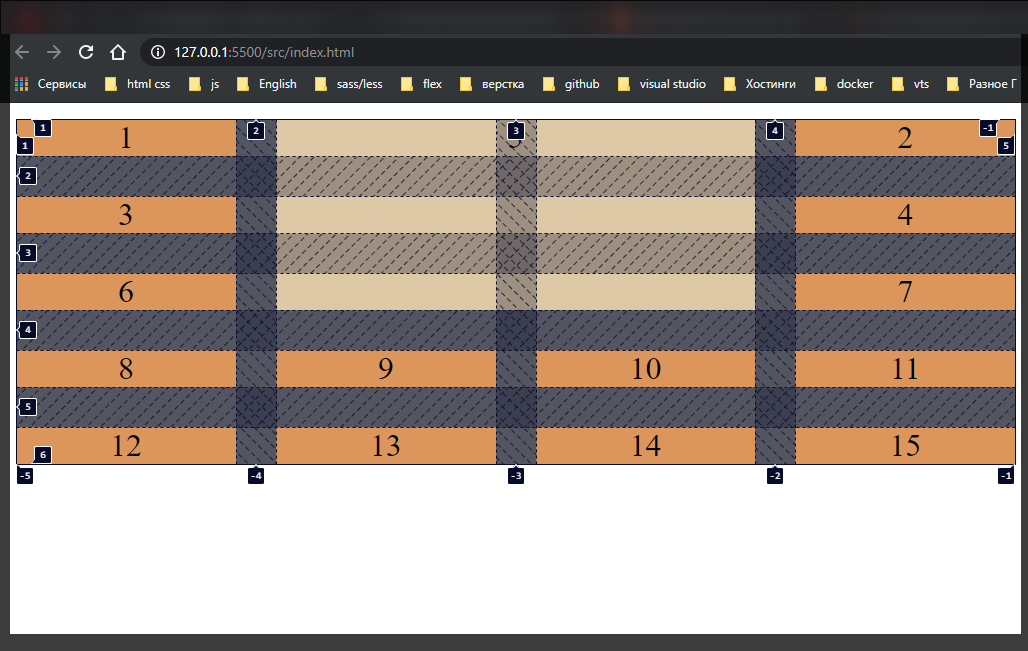 127.0.0.1:5500/src/index.html
Сервисы html css js English sass/less flex верстка github visual studio Хостинги docker vts Разное Г
1 2 3 4 -1
1 1 2 5
2
3 4
3
6 7
4
8 9 10 11
5
12 13 14 15
6
-5 -4 -3 -2 -1